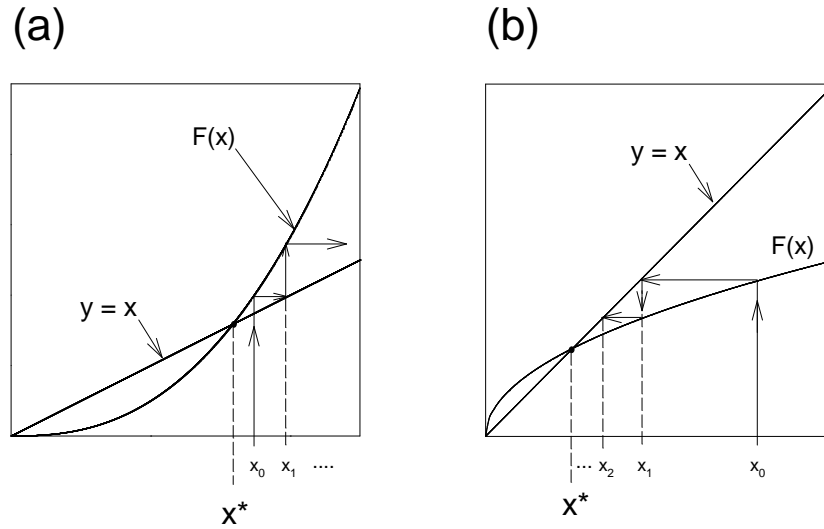 (a)
F(x)
y = x
x₀ x₁ ....
x*
(b)
y = x
F(x)
... x₂ x₁ x₀
x*